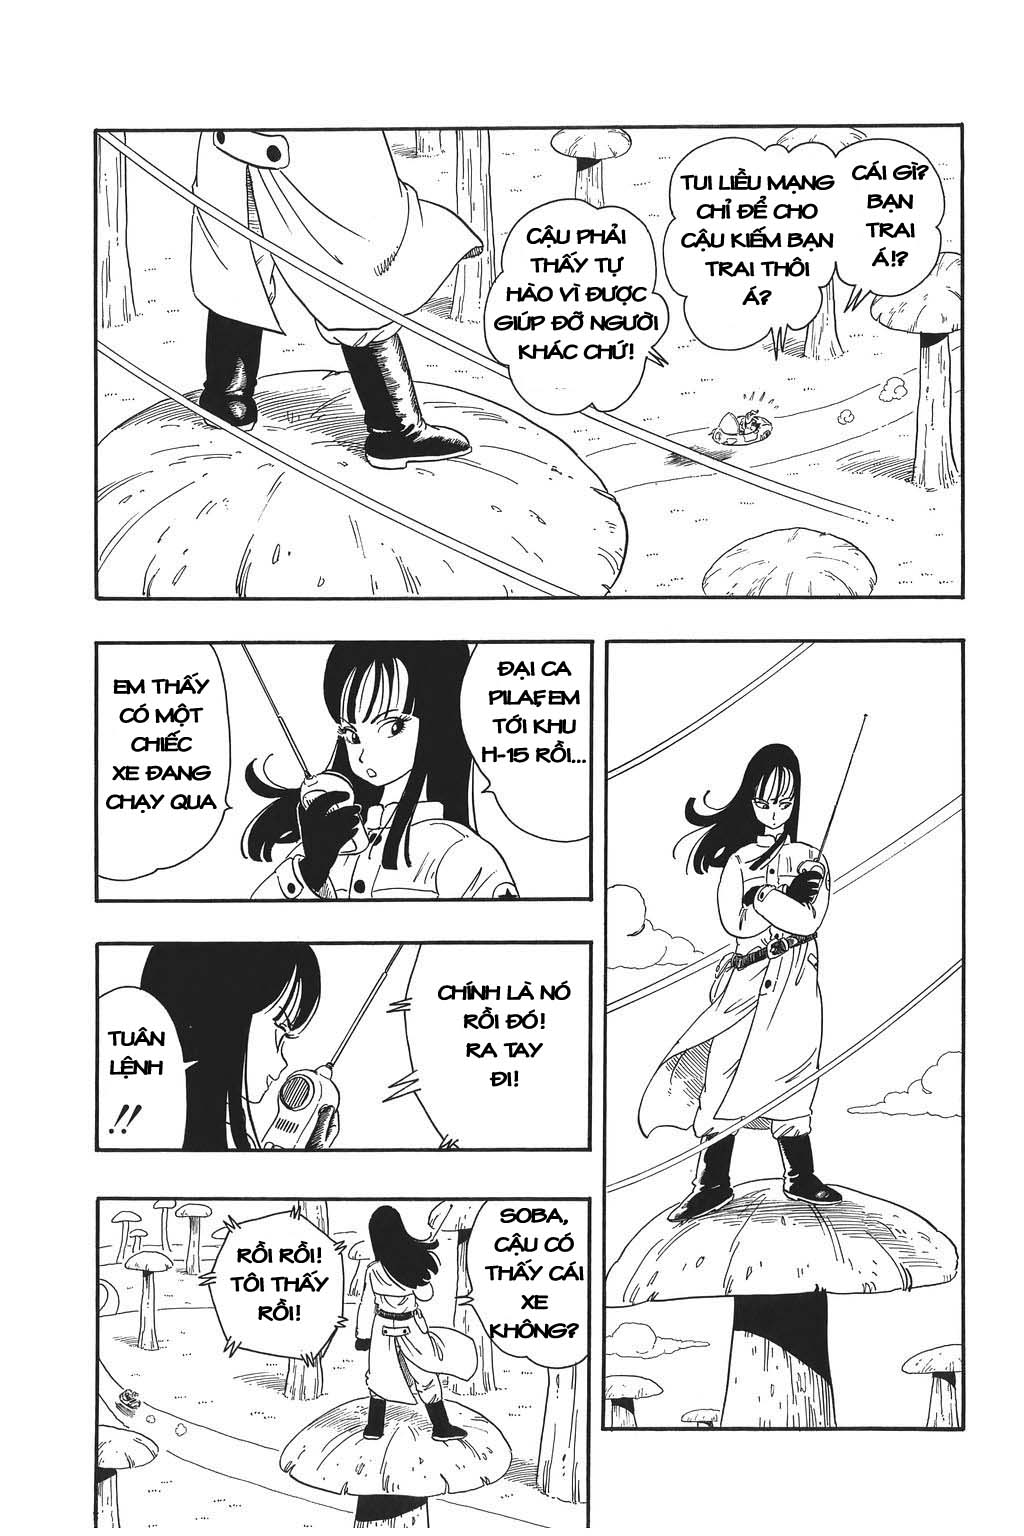 CÁI GÌ?
BẠN
TRAI
Á!?
TUI LIỀU MẠNG
CHỈ ĐỂ CHO
CẬU KIẾM BẠN
TRAI THÔI
Á?
CẬU PHẢI
THẤY TỰ
HÀO VÌ ĐƯỢC
GIÚP ĐỠ NGƯỜI
KHÁC CHỨ!
ĐẠI CA
PILAF, EM
TỚI KHU
H-15 RỒI...
EM THẤY
CÓ MỘT
CHIẾC
XE ĐANG
CHẠY QUA
CHÍNH LÀ NÓ
RỒI ĐÓ!
RA TAY
ĐI!
TUÂN
LỆNH
!!
SOBA,
CẬU CÓ
THẤY CÁI
XE
KHÔNG?
RỒI RỒI!
TÔI THẤY
RỒI!